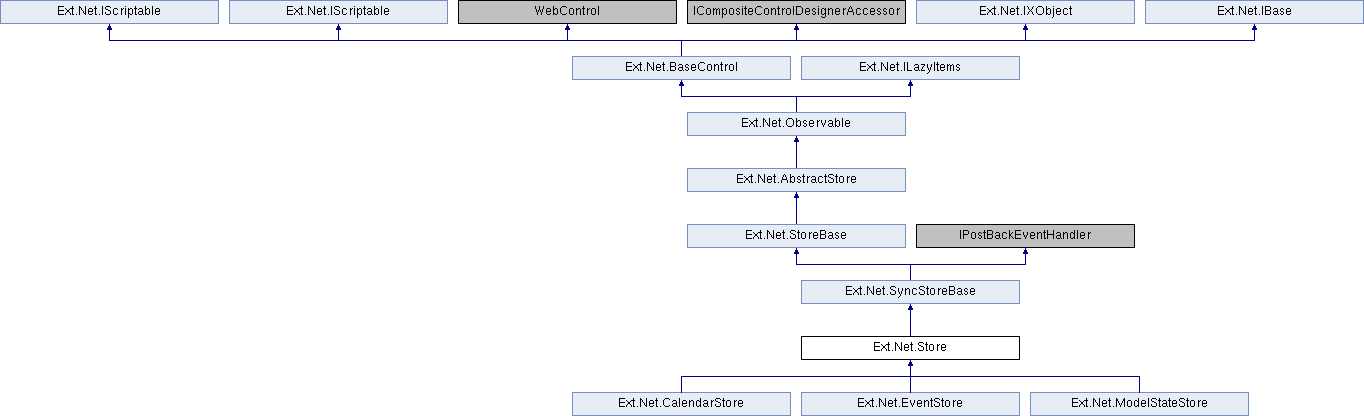 Ext.Net.IScriptable
Ext.Net.IScriptable
WebControl
ICompositeControlDesignerAccessor
Ext.Net.IXObject
Ext.Net.IBase
Ext.Net.BaseControl
Ext.Net.ILazyItems
Ext.Net.Observable
Ext.Net.AbstractStore
Ext.Net.StoreBase
IPostBackEventHandler
Ext.Net.SyncStoreBase
Ext.Net.Store
Ext.Net.CalendarStore
Ext.Net.EventStore
Ext.Net.ModelStateStore